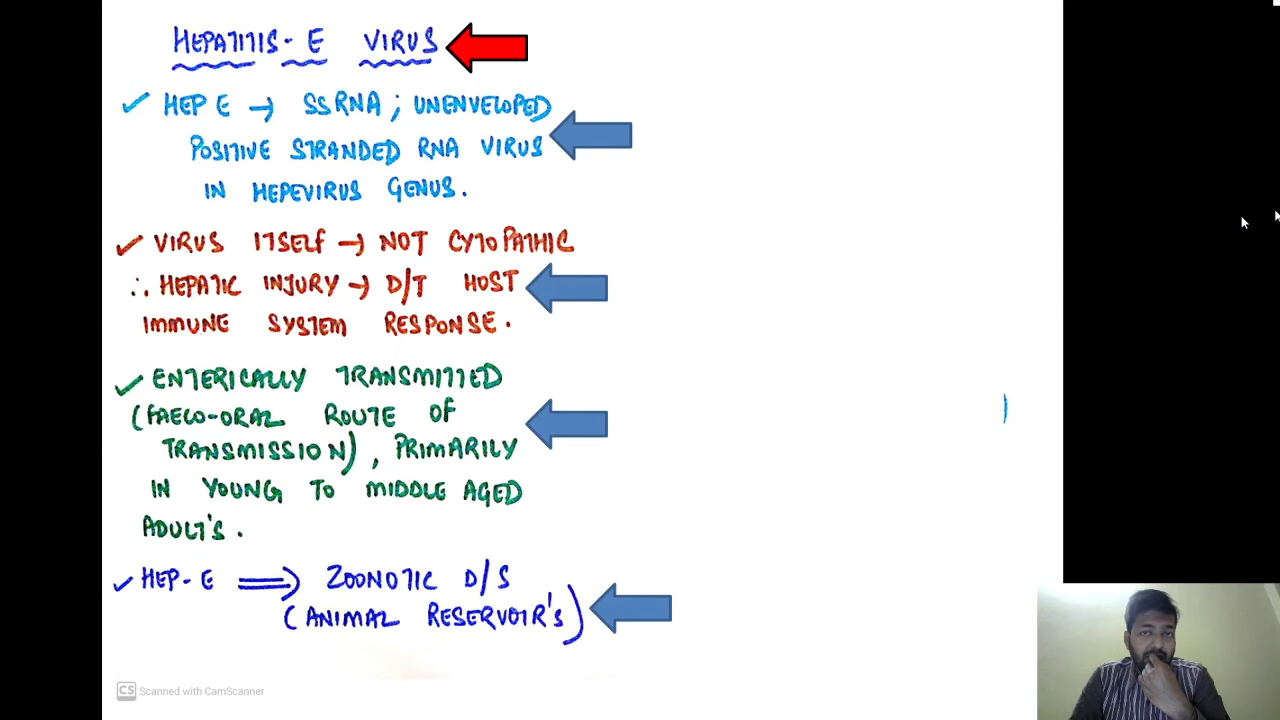 HEPATITIS- E VIRUS
✓ HEP E → SSRNA ; UNENVELOPED
POSITIVE STRANDED RNA VIRUS
IN HEPEVIRUS GENUS.
✓ VIRUS ITSELF → NOT CYTOPATHIC
∴ HEPATIC INJURY → D/T HOST
IMMUNE SYSTEM RESPONSE.
✓ ENTERICALLY TRANSMITTED
(FAECO-ORAL ROUTE OF
TRANSMISSION), PRIMARILY
IN YOUNG TO MIDDLE AGED
ADULT'S.
✓ HEP- E ⟹ ZOONOTIC D/S
(ANIMAL RESERVOIR'S)
CS Scanned with CamScanner